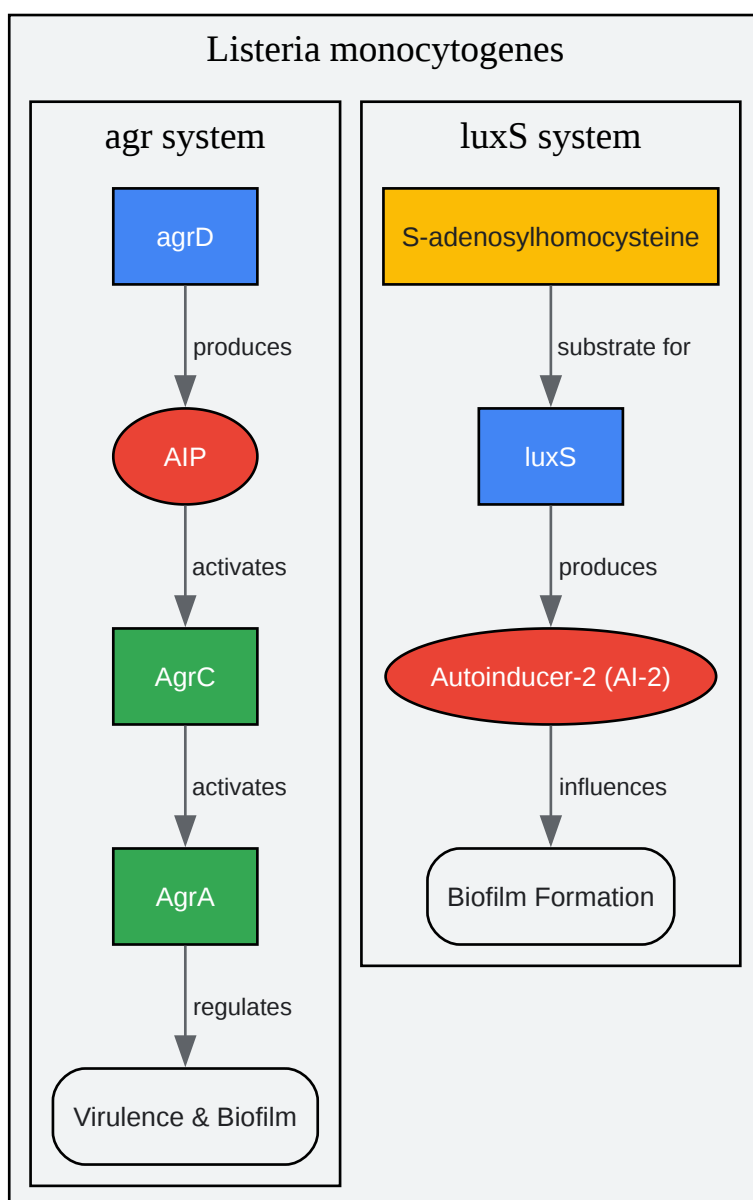 Listeria monocytogenes
agr system
agrD
produces
AIP
activates
AgrC
activates
AgrA
regulates
Virulence & Biofilm
luxS system
S-adenosylhomocysteine
substrate for
luxS
produces
Autoinducer-2 (AI-2)
influences
Biofilm Formation